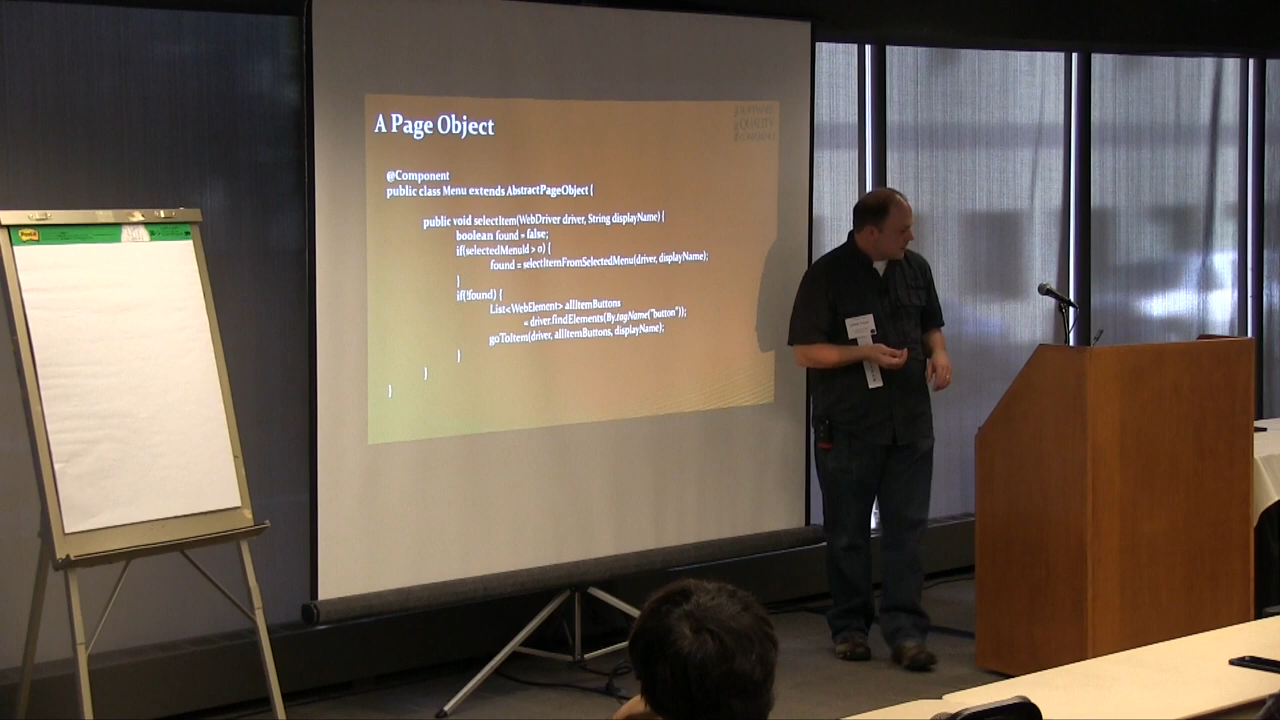 A Page Object
@Component
public class Menu extends AbstractPageObject {
public void selectItem(WebDriver driver, String displayName) {
boolean found = false;
if(selectedMenuId > 0) {
found = selectItemFromSelectedMenu(driver, displayName);
}
if(!found) {
List<WebElement> allItemButtons
= driver.findElements(By.tagName("button"));
goToItem(driver, allItemButtons, displayName);
}
}
}
Post-it